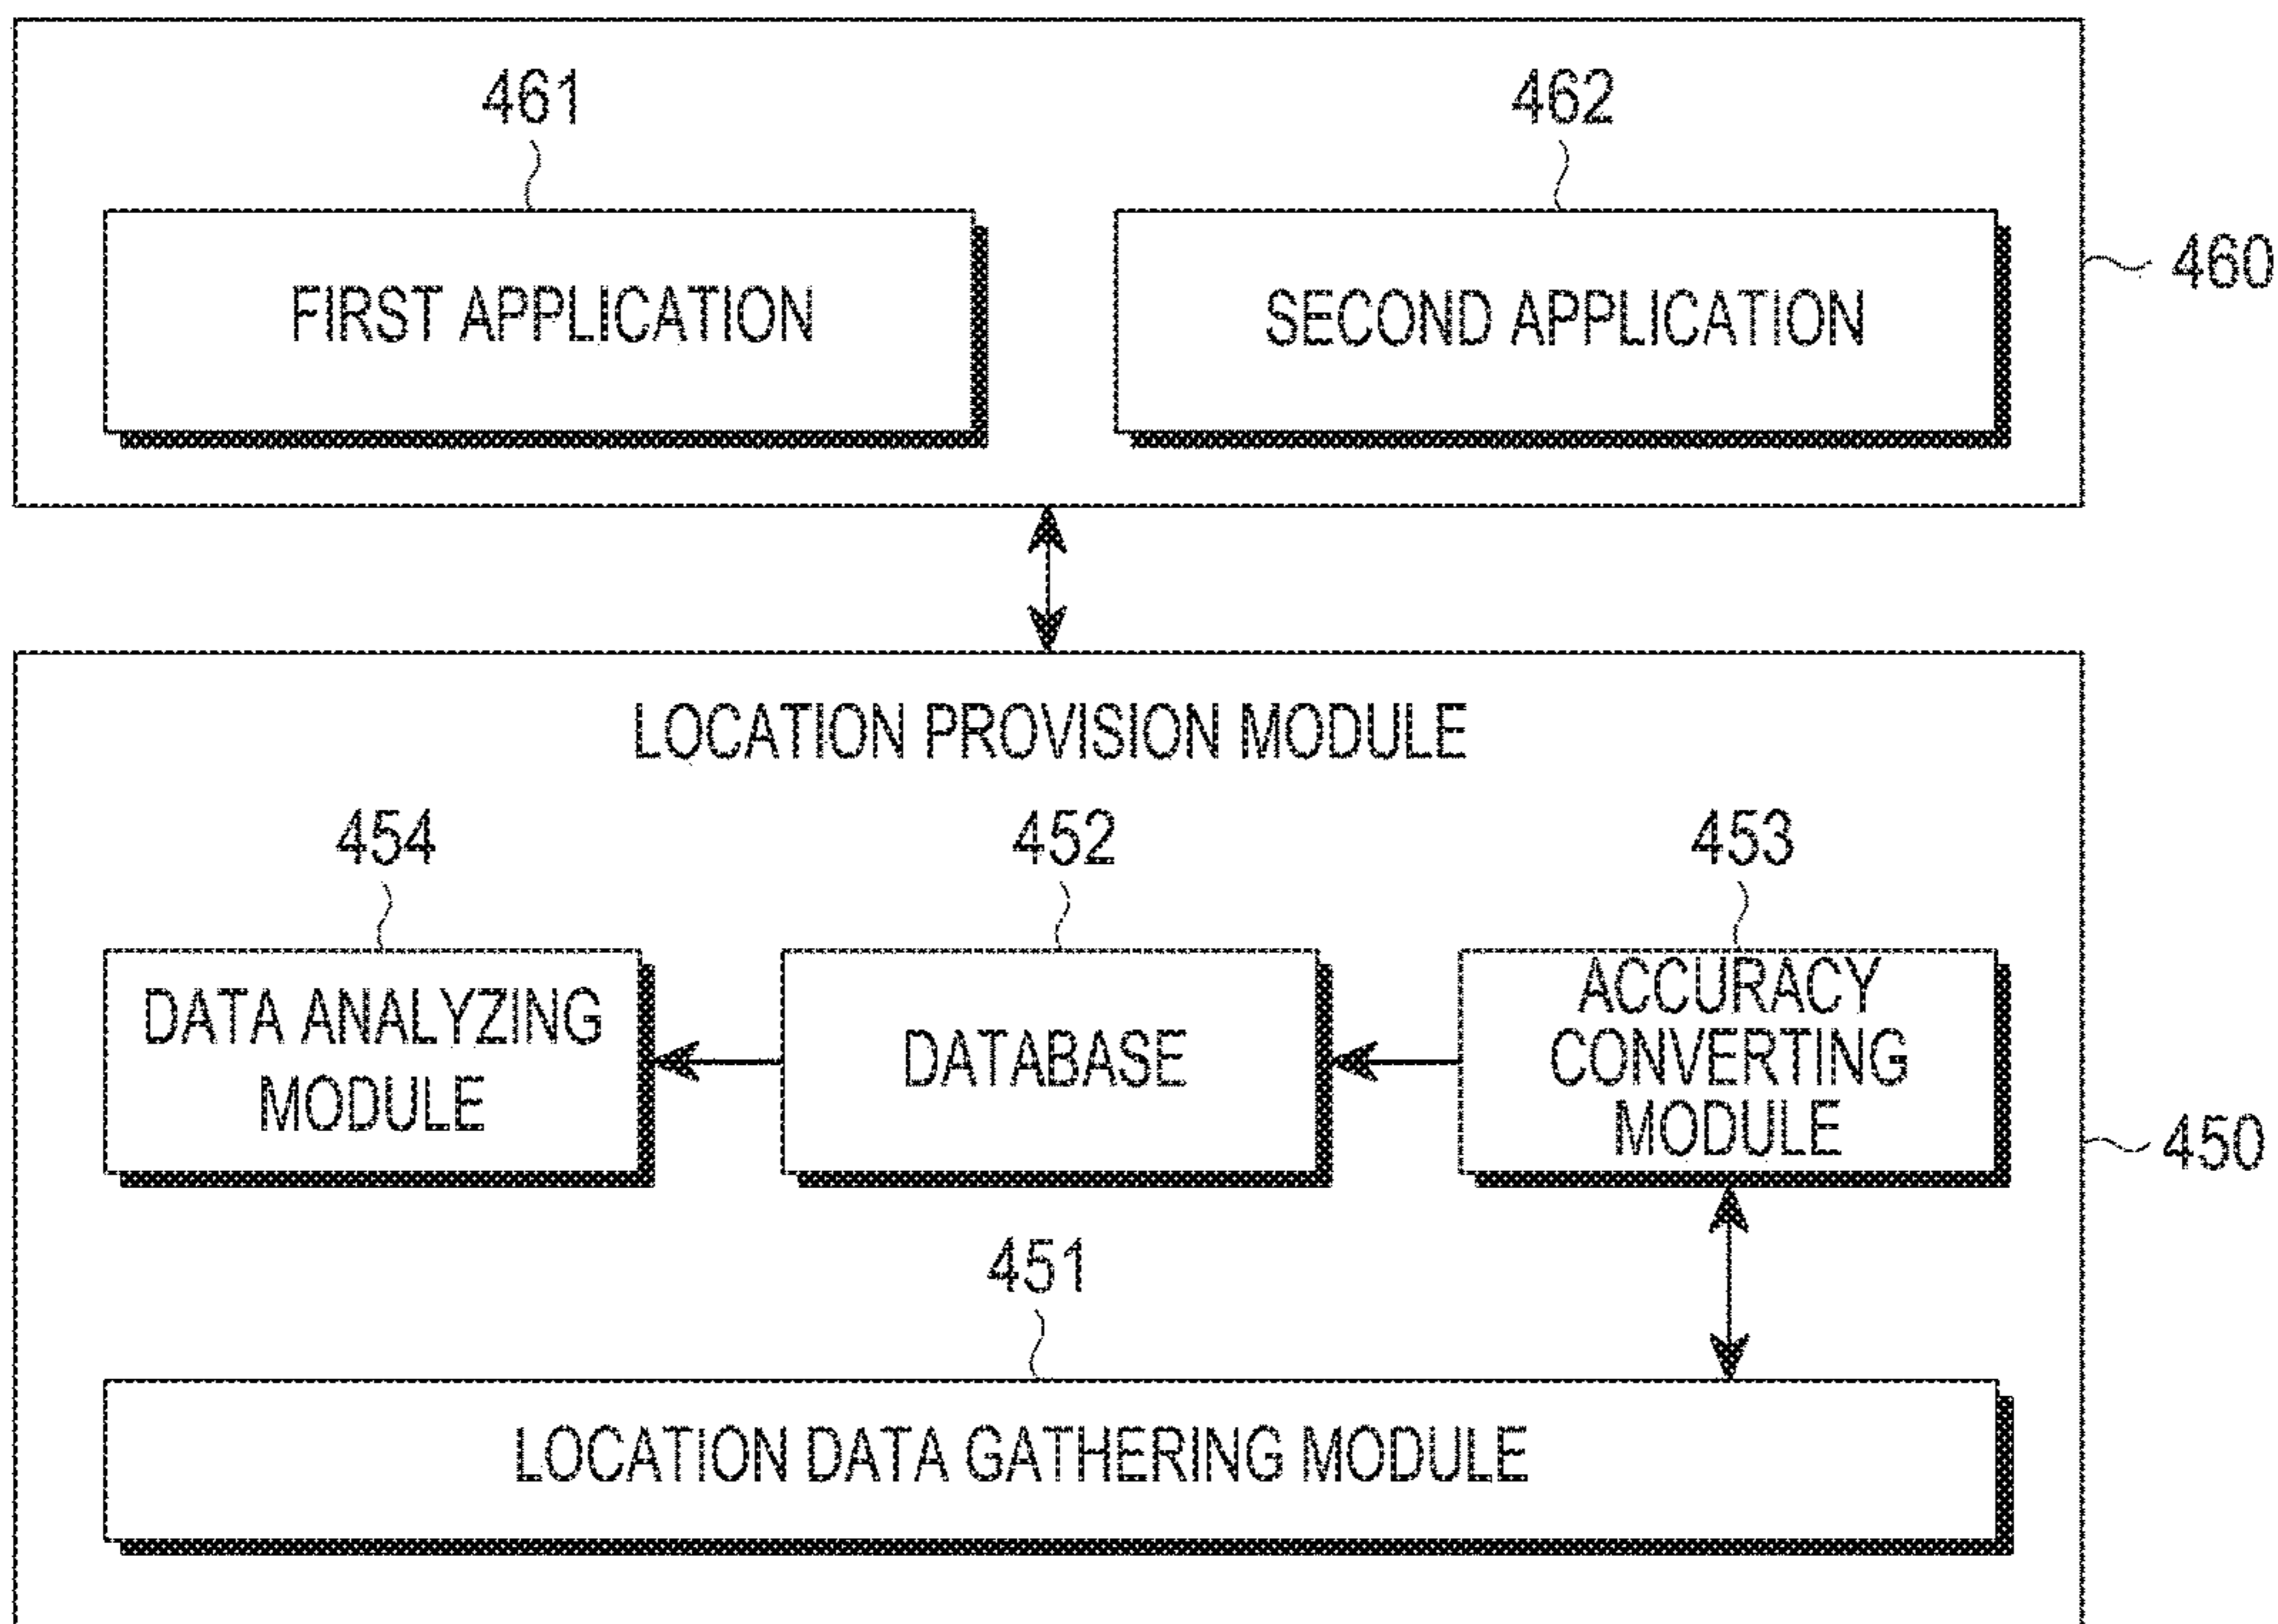 461
462
FIRST APPLICATION
SECOND APPLICATION
460
LOCATION PROVISION MODULE
454
452
453
DATA ANALYZING
MODULE
DATABASE
ACCURACY
CONVERTING
MODULE
450
451
LOCATION DATA GATHERING MODULE